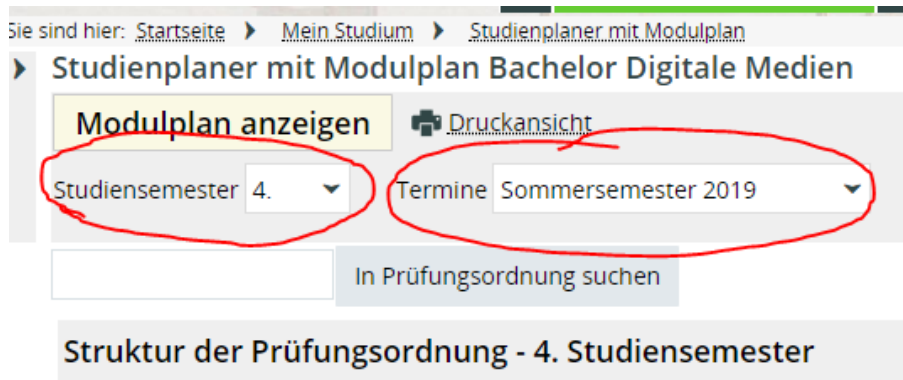 Sie sind hier: Startseite Mein Studium Studienplaner mit Modulplan
Studienplaner mit Modulplan Bachelor Digitale Medien
Modulplan anzeigen Druckansicht
Studiensemester 4. Termine Sommersemester 2019
In Prüfungsordnung suchen
Struktur der Prüfungsordnung - 4. Studiensemester